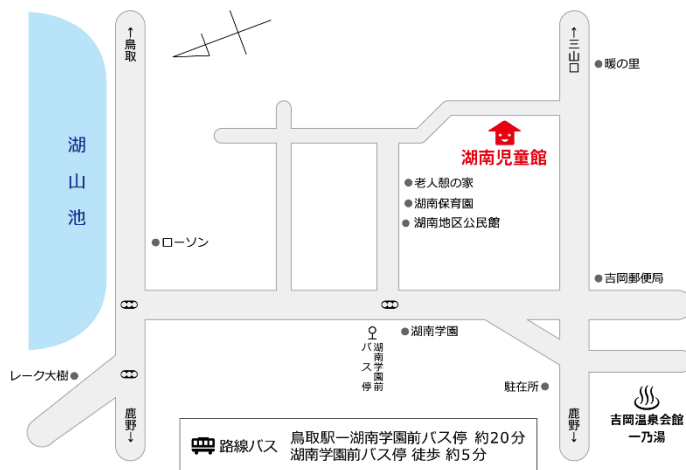 ↑鳥取
↑三山口
暖の里
湖山池
湖南児童館
老人憩の家
湖南保育園
湖南地区公民館
ローソン
吉岡郵便局
湖南学園
湖南学園前
バス停
レーク大樹
駐在所
鹿野↓
鹿野↓
吉岡温泉会館
一乃湯
路線バス
鳥取駅ー湖南学園前バス停 約20分
湖南学園前バス停 徒歩 約5分